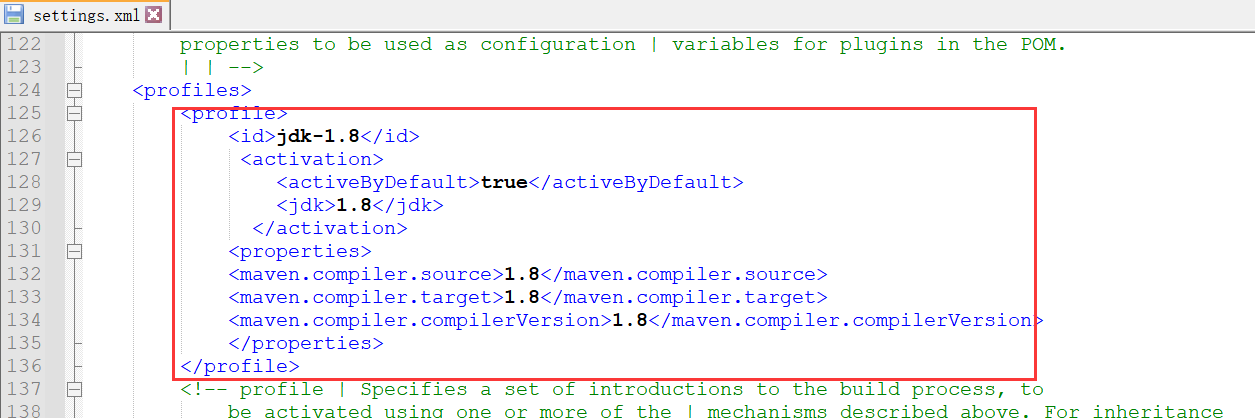 settings.xml
122 properties to be used as configuration | variables for plugins in the POM.
123 | | -->
124 <profiles>
125 <profile>
126 <id>jdk-1.8</id>
127 <activation>
128 <activeByDefault>true</activeByDefault>
129 <jdk>1.8</jdk>
130 </activation>
131 <properties>
132 <maven.compiler.source>1.8</maven.compiler.source>
133 <maven.compiler.target>1.8</maven.compiler.target>
134 <maven.compiler.compilerVersion>1.8</maven.compiler.compilerVersion>
135 </properties>
136 </profile>
137 <!-- profile | Specifies a set of introductions to the build process, to
138 be activated using one or more of the | mechanisms described above. For inheritance